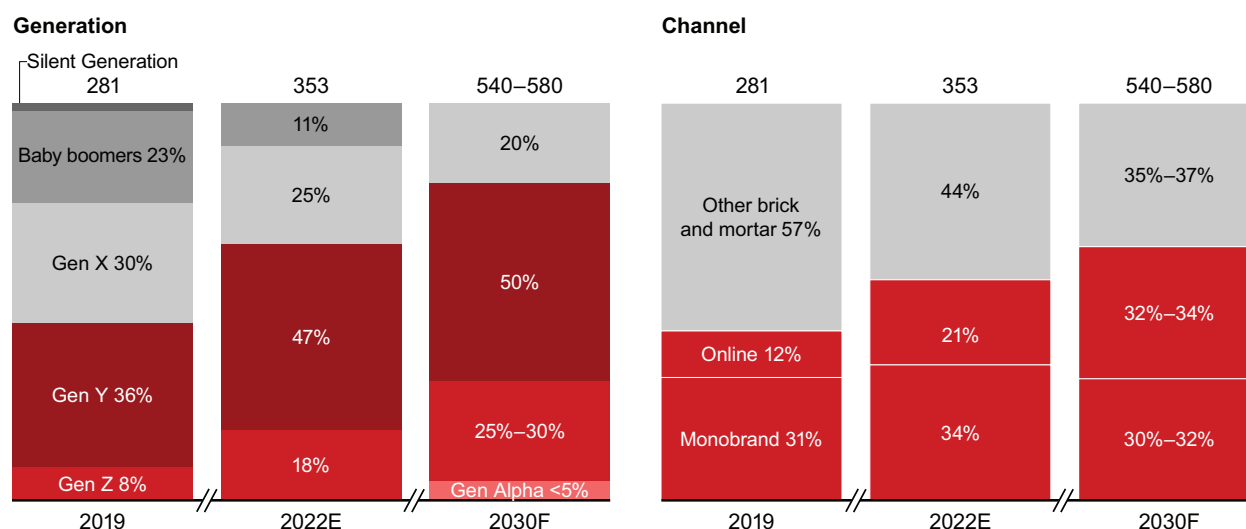 Generation
Silent Generation
281
353
540–580
Baby boomers 23%
Gen X 30%
Gen Y 36%
Gen Z 8%
11%
25%
47%
18%
20%
50%
25%–30%
Gen Alpha <5%
2019
2022E
2030F
Channel
281
353
540–580
Other brick
and mortar 57%
Online 12%
Monobrand 31%
44%
21%
34%
35%–37%
32%–34%
30%–32%
2019
2022E
2030F